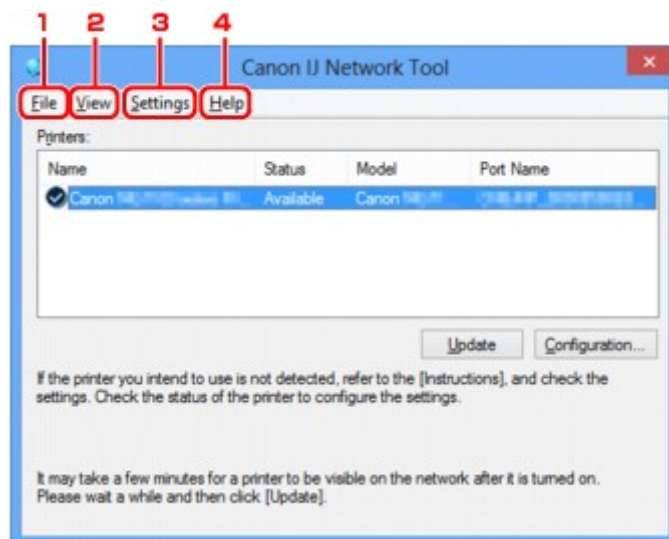 1 2 3 4
Canon IJ Network Tool
File View Settings Help
Printers:
Name Status Model Port Name
Canon Available Canon
Update Configuration...
If the printer you intend to use is not detected, refer to the [Instructions], and check the
settings. Check the status of the printer to configure the settings.
It may take a few minutes for a printer to be visible on the network after it is turned on.
Please wait a while and then click [Update].